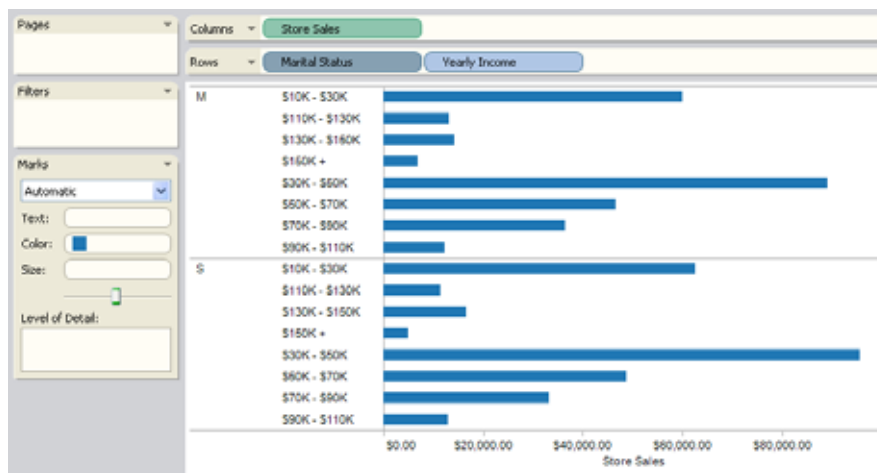 Pages
Columns
Store Sales
Rows
Marital Status
Yearly Income
Filters
Marks
Automatic
Text:
Color:
Size:
Level of Detail:
M
$10K - $30K
$110K - $130K
$130K - $150K
$150K +
$30K - $50K
$50K - $70K
$70K - $90K
$90K - $110K
S
$10K - $30K
$110K - $130K
$130K - $150K
$150K +
$30K - $50K
$50K - $70K
$70K - $90K
$90K - $110K
$0.00 $20,000.00 $40,000.00 $60,000.00 $80,000.00
Store Sales